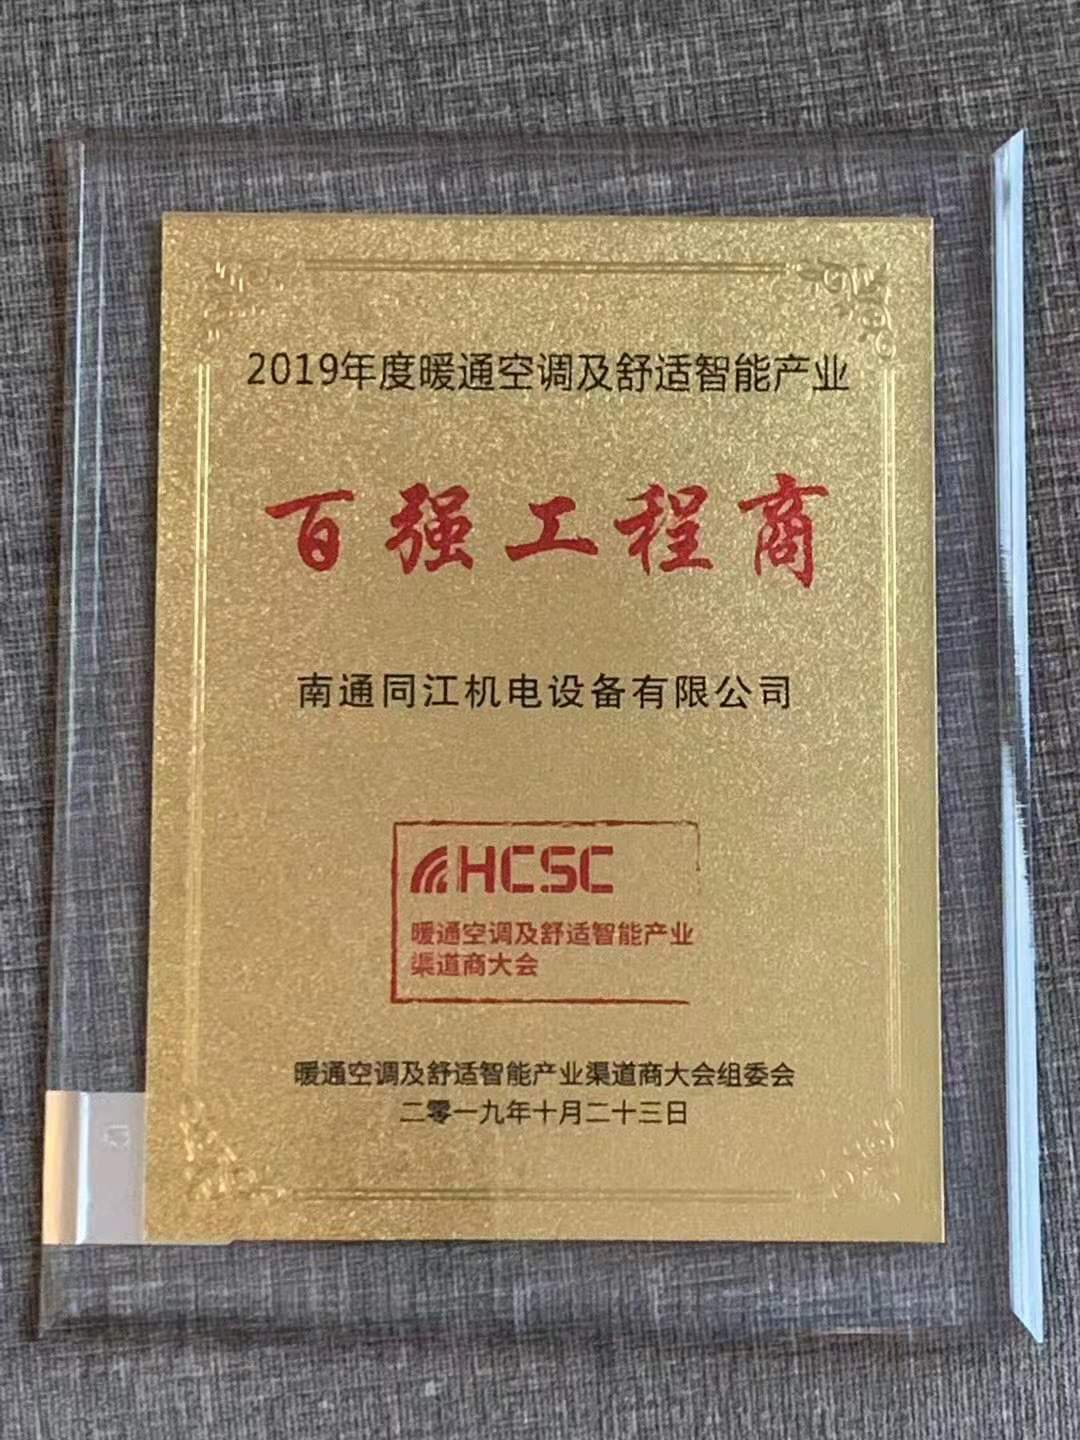 2019年度暖通空调及舒适智能产业
百强工程商
南通同江机电设备有限公司
HCSC
暖通空调及舒适智能产业
渠道商大会
暖通空调及舒适智能产业渠道商大会组委会
二零一九年十月二十三日